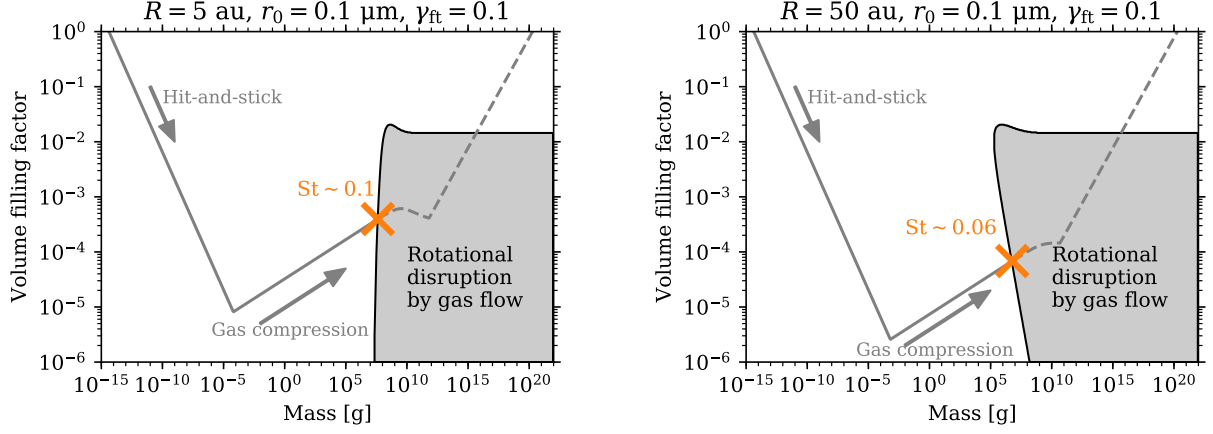 R = 5 au, r₀ = 0.1 μm, γ_ft = 0.1
Volume filling factor
10⁰
10⁻¹
10⁻²
10⁻³
10⁻⁴
10⁻⁵
10⁻⁶
Hit-and-stick
St ~ 0.1
Rotational
disruption
by gas flow
Gas compression
10⁻¹⁵ 10⁻¹⁰ 10⁻⁵ 10⁰ 10⁵ 10¹⁰ 10¹⁵ 10²⁰
Mass [g]
R = 50 au, r₀ = 0.1 μm, γ_ft = 0.1
Volume filling factor
10⁰
10⁻¹
10⁻²
10⁻³
10⁻⁴
10⁻⁵
10⁻⁶
Hit-and-stick
St ~ 0.06
Rotational
disruption
by gas flow
Gas compression
10⁻¹⁵ 10⁻¹⁰ 10⁻⁵ 10⁰ 10⁵ 10¹⁰ 10¹⁵ 10²⁰
Mass [g]